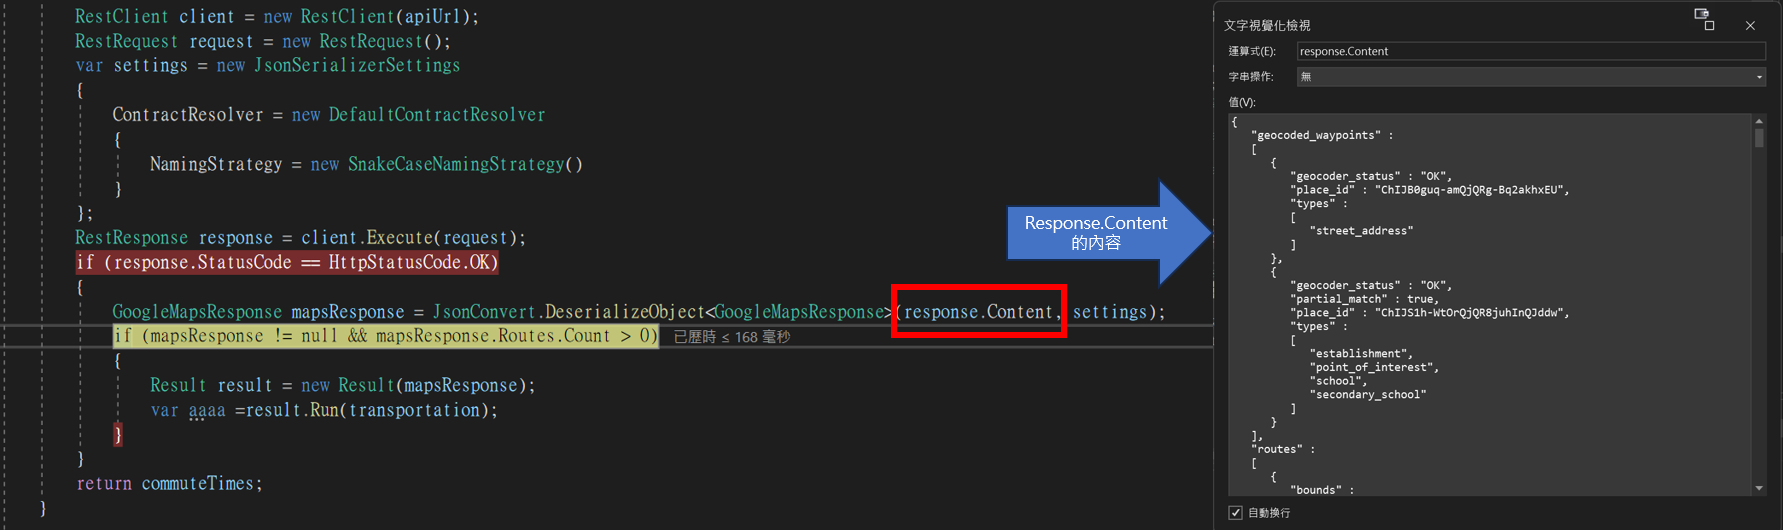 RestClient client = new RestClient(apiUrl);
RestRequest request = new RestRequest();
var settings = new JsonSerializerSettings
{
ContractResolver = new DefaultContractResolver
{
NamingStrategy = new SnakeCaseNamingStrategy()
}
};
RestResponse response = client.Execute(request);
if (response.StatusCode == HttpStatusCode.OK)
{
GoogleMapsResponse mapsResponse = JsonConvert.DeserializeObject<GoogleMapsResponse>(response.Content, settings);
if (mapsResponse != null && mapsResponse.Routes.Count > 0) 已歷時 ≤ 168 毫秒
{
Result result = new Result(mapsResponse);
var aaaa =result.Run(transportation);
}
}
return commuteTimes;
}
Response.Content
的內容
文字視覺化檢視
運算式(E): response.Content
字串操作: 無
值(V):
{
"geocoded_waypoints" :
[
{
"geocoder_status" : "OK",
"place_id" : "ChIJB0guq-amQjQRg-Bq2akhxEU",
"types" :
[
"street_address"
]
},
{
"geocoder_status" : "OK",
"partial_match" : true,
"place_id" : "ChIJS1h-WtOrQjQR8juhInQJddw",
"types" :
[
"establishment",
"point_of_interest",
"school",
"secondary_school"
]
}
],
"routes" :
[
{
"bounds" :
自動換行